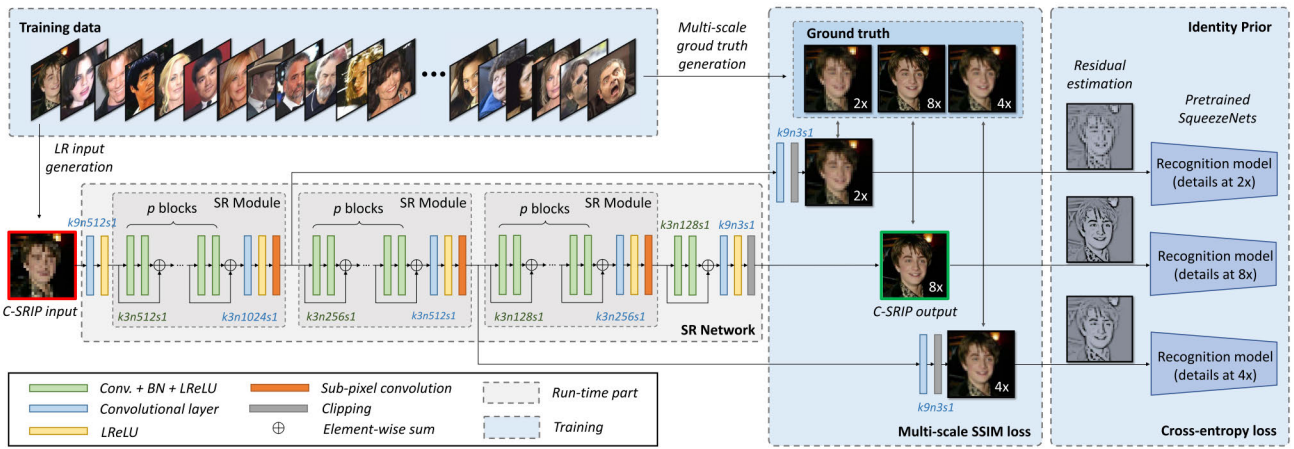 Training data
Multi-scale
groud truth
generation
Ground truth
2x
8x
4x
Identity Prior
Residual
estimation
Pretrained
SqueezeNets
LR input
generation
k9n3s1
2x
Recognition model
(details at 2x)
p blocks
SR Module
p blocks
SR Module
p blocks
SR Module
k9n512s1
k3n128s1
k9n3s1
8x
Recognition model
(details at 8x)
C-SRIP input
k3n512s1
k3n1024s1
k3n256s1
k3n512s1
k3n128s1
k3n256s1
SR Network
C-SRIP output
4x
k9n3s1
Recognition model
(details at 4x)
Conv. + BN + LReLU
Convolutional layer
LReLU
Sub-pixel convolution
Clipping
Element-wise sum
Run-time part
Training
Multi-scale SSIM loss
Cross-entropy loss